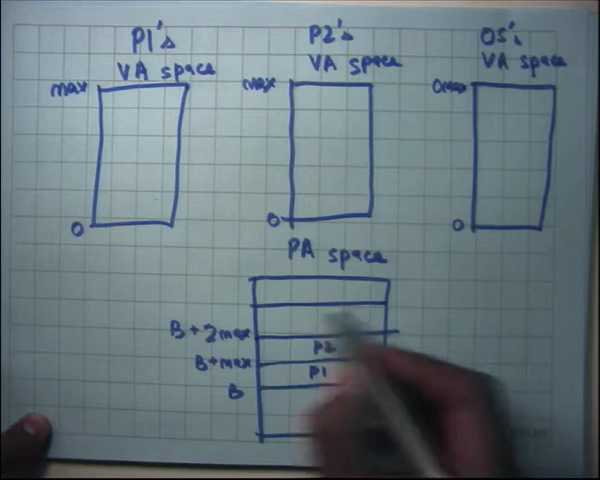 P1's
VA space
P2's
VA space
OS's
VA space
max
max
omax
0
0
0
PA space
B + 2max
P2
B+max
P1
B